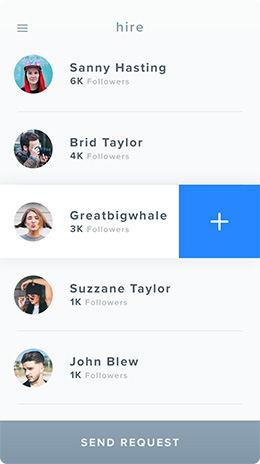 hire
Sanny Hasting
6K Followers
Brid Taylor
4K Followers
Greatbigwhale
3K Followers
Suzzane Taylor
1K Followers
John Blew
1K Followers
SEND REQUEST